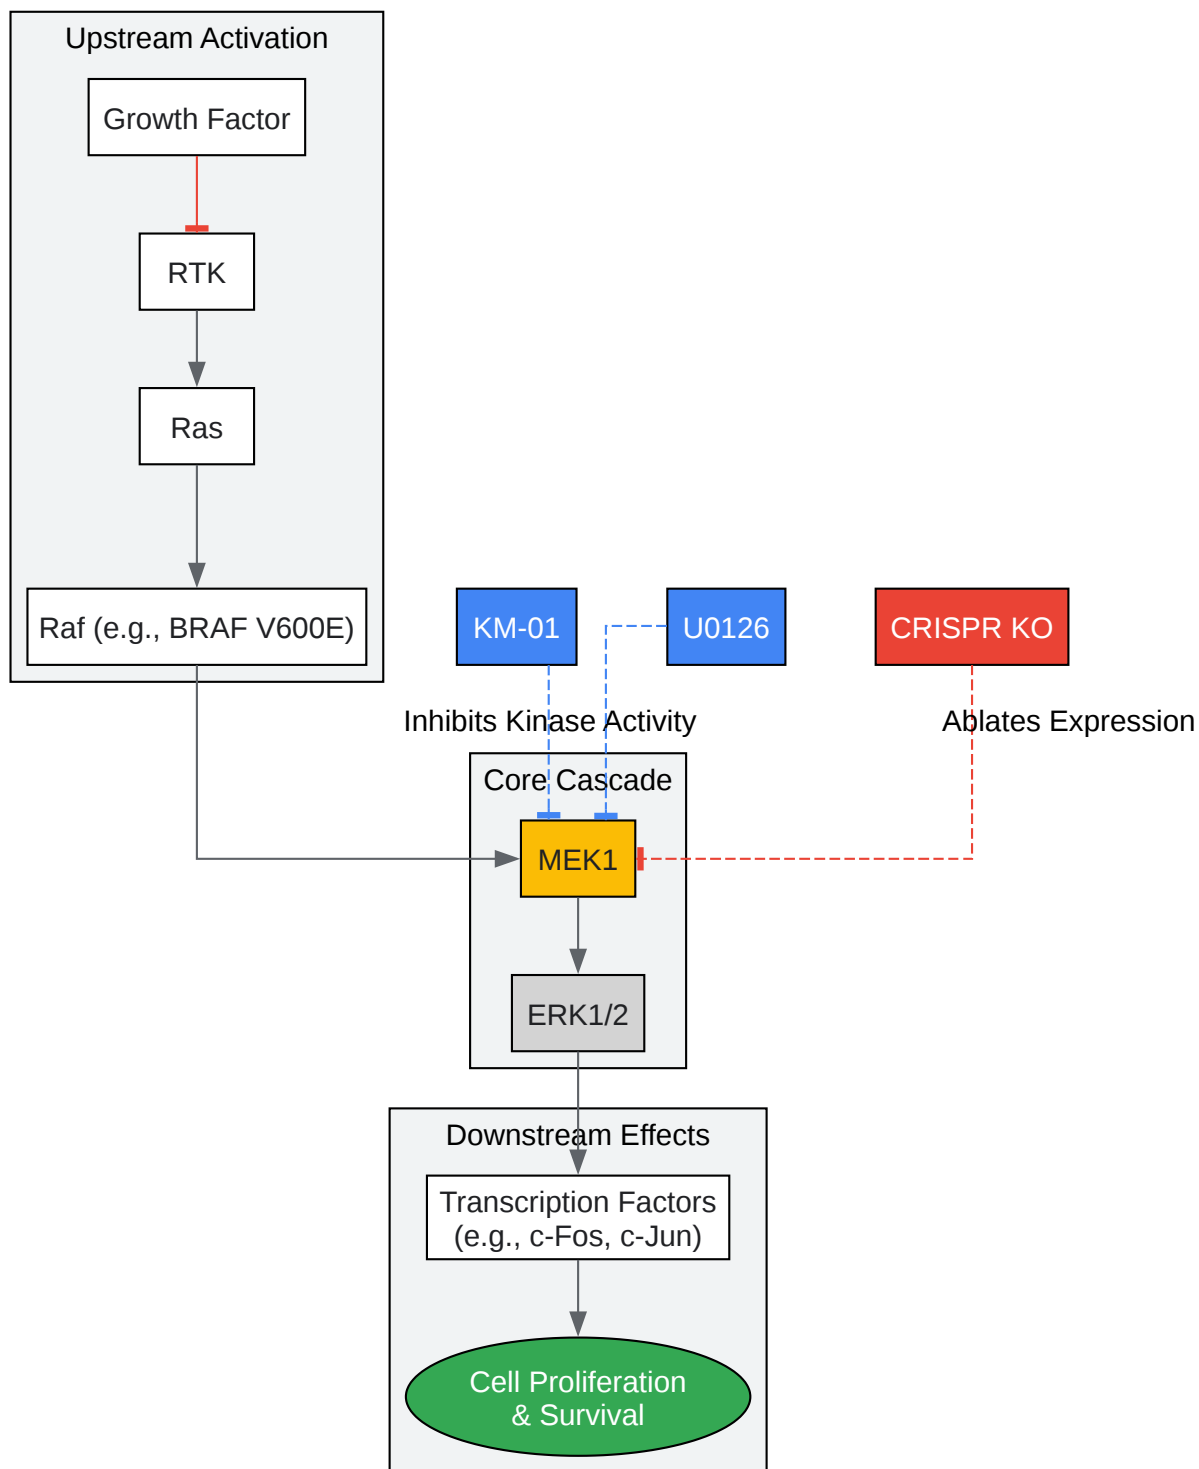 Upstream Activation
Growth Factor
RTK
Ras
Raf (e.g., BRAF V600E)
KM-01
U0126
CRISPR KO
Inhibits Kinase Activity
Ablates Expression
Core Cascade
MEK1
ERK1/2
Downstream Effects
Transcription Factors
(e.g., c-Fos, c-Jun)
Cell Proliferation
& Survival